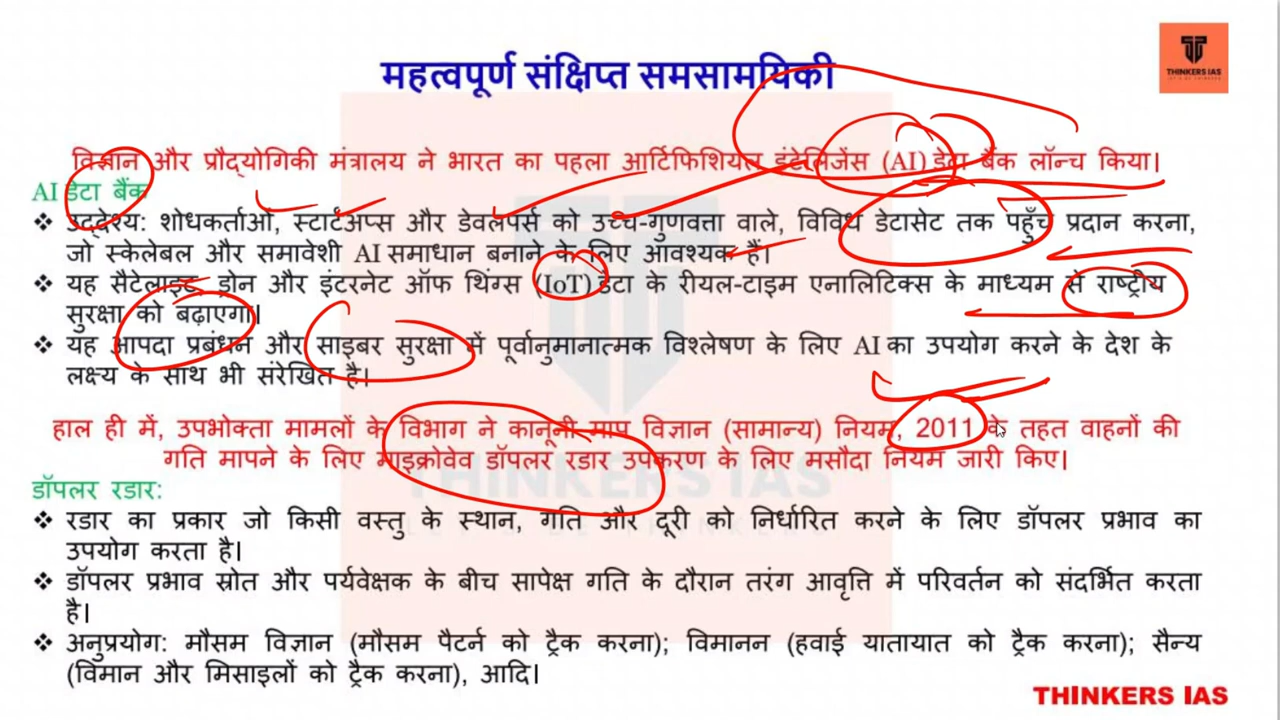 महत्वपूर्ण संक्षिप्त समसामयिकी
THINKERS IAS
विज्ञान और प्रौद्योगिकी मंत्रालय ने भारत का पहला आर्टिफिशियल इंटेलिजेंस (AI) डेटा बैंक लॉन्च किया।
AI डेटा बैंक
❖ उद्देश्य: शोधकर्ताओं, स्टार्टअप्स और डेवलपर्स को उच्च-गुणवत्ता वाले, विविध डेटासेट तक पहुँच प्रदान करना,
जो स्केलेबल और समावेशी AI समाधान बनाने के लिए आवश्यक हैं।
❖ यह सैटेलाइट, ड्रोन और इंटरनेट ऑफ थिंग्स (IoT) डेटा के रीयल-टाइम एनालिटिक्स के माध्यम से राष्ट्रीय
सुरक्षा को बढ़ाएगा।
❖ यह आपदा प्रबंधन और साइबर सुरक्षा में पूर्वानुमानात्मक विश्लेषण के लिए AI का उपयोग करने के देश के
लक्ष्य के साथ भी संरेखित है।
हाल ही में, उपभोक्ता मामलों के विभाग ने कानूनी माप विज्ञान (सामान्य) नियम, 2011 के तहत वाहनों की
गति मापने के लिए माइक्रोवेव डॉपलर रडार उपकरण के लिए मसौदा नियम जारी किए।
डॉपलर रडार:
❖ रडार का प्रकार जो किसी वस्तु के स्थान, गति और दूरी को निर्धारित करने के लिए डॉपलर प्रभाव का
उपयोग करता है।
❖ डॉपलर प्रभाव स्रोत और पर्यवेक्षक के बीच सापेक्ष गति के दौरान तरंग आवृत्ति में परिवर्तन को संदर्भित करता
है।
❖ अनुप्रयोग: मौसम विज्ञान (मौसम पैटर्न को ट्रैक करना); विमानन (हवाई यातायात को ट्रैक करना); सैन्य
(विमान और मिसाइलों को ट्रैक करना), आदि।
THINKERS IAS
THINKERS IAS